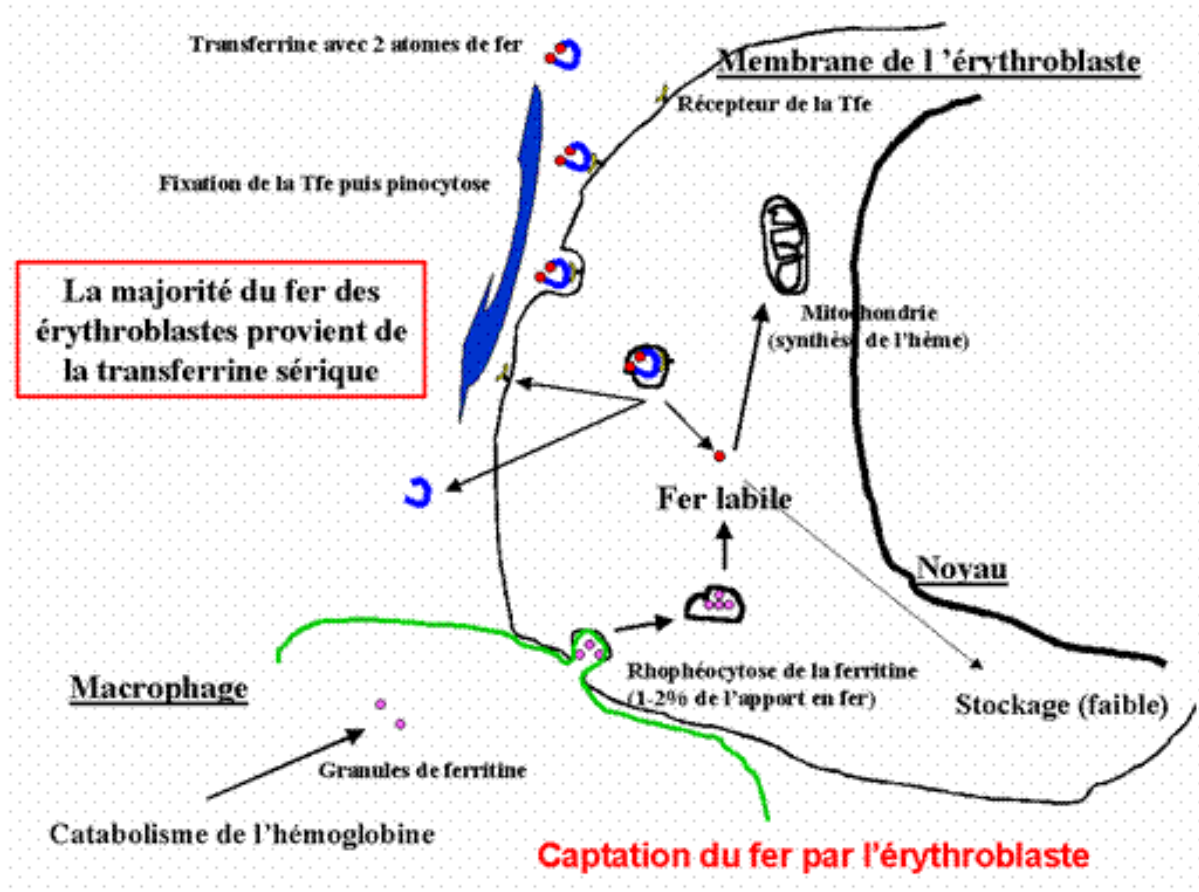 Transferrine avec 2 atomes de fer
Membrane de l ’érythroblaste
Récepteur de la Tfe
Fixation de la Tfe puis pinocytose
La majorité du fer des
érythroblastes provient de
la transferrine sérique
Mitochondrie
(synthèse de l’hème)
Fer labile
Noyau
Rhophéocytose de la ferritine
(1-2% de l’apport en fer)
Stockage (faible)
Macrophage
Granules de ferritine
Catabolisme de l’hémoglobine
Captation du fer par l’érythroblaste